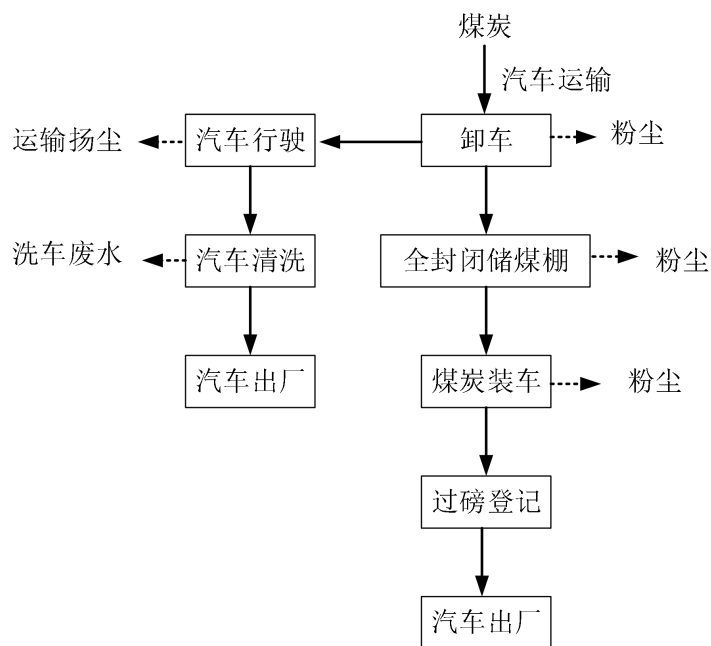 煤炭
汽车运输
运输扬尘
汽车行驶
卸车
粉尘
洗车废水
汽车清洗
全封闭储煤棚
粉尘
汽车出厂
煤炭装车
粉尘
过磅登记
汽车出厂